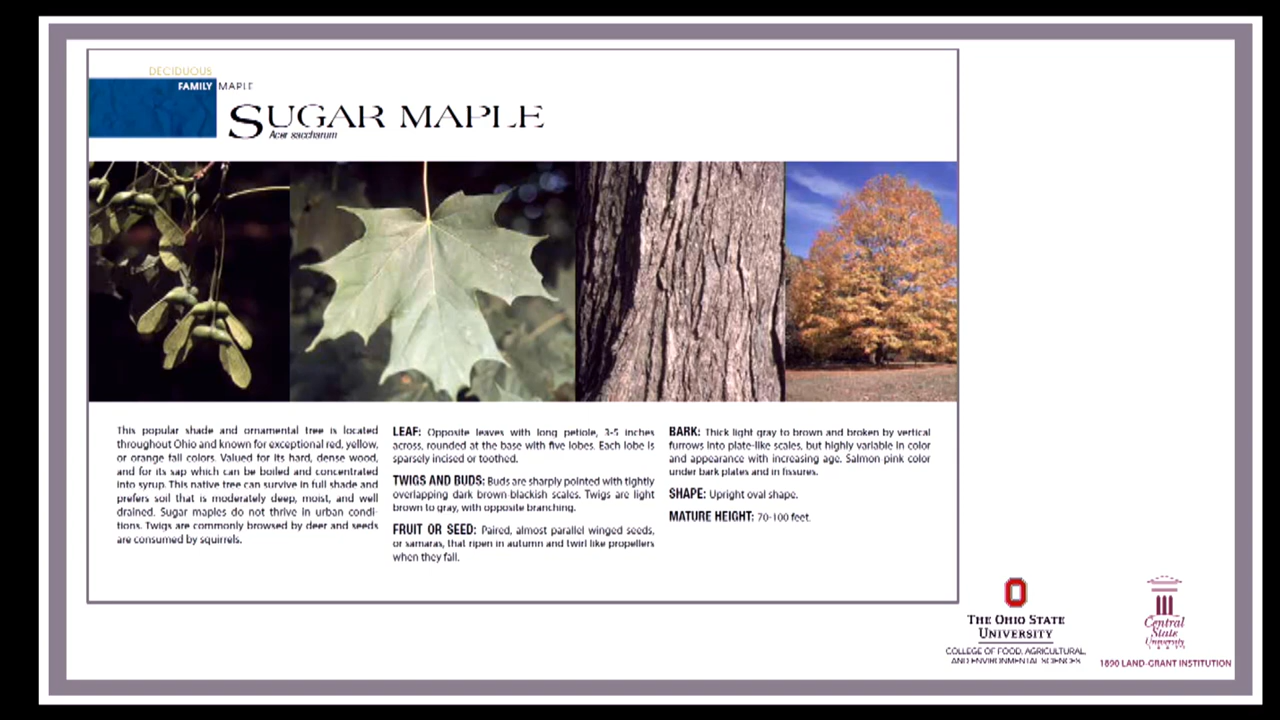 DECIDUOUS
FAMILY MAPLE
SUGAR MAPLE
Acer saccharum
This popular shade and ornamental tree is located
throughout Ohio and known for exceptional red, yellow,
or orange fall colors. Valued for its hard, dense wood,
and for its sap which can be boiled and concentrated
into syrup. This native tree can survive in full shade and
prefers soil that is moderately deep, moist, and well
drained. Sugar maples do not thrive in urban condi-
tions. Twigs are commonly browsed by deer and seeds
are consumed by squirrels.
LEAF: Opposite leaves with long petiole, 3-5 inches
across, rounded at the base with five lobes. Each lobe is
sparsely incised or toothed.
TWIGS AND BUDS: Buds are sharply pointed with tightly
overlapping dark brown-blackish scales. Twigs are light
brown to gray, with opposite branching.
FRUIT OR SEED: Paired, almost parallel winged seeds,
or samaras, that ripen in autumn and twirl like propellers
when they fall.
BARK: Thick light gray to brown and broken by vertical
furrows into plate-like scales, but highly variable in color
and appearance with increasing age. Salmon pink color
under bark plates and in fissures.
SHAPE: Upright oval shape.
MATURE HEIGHT: 70-100 feet.
THE OHIO STATE
UNIVERSITY
COLLEGE OF FOOD, AGRICULTURAL,
AND ENVIRONMENTAL SCIENCES
Central
State
University
1890 LAND-GRANT INSTITUTION